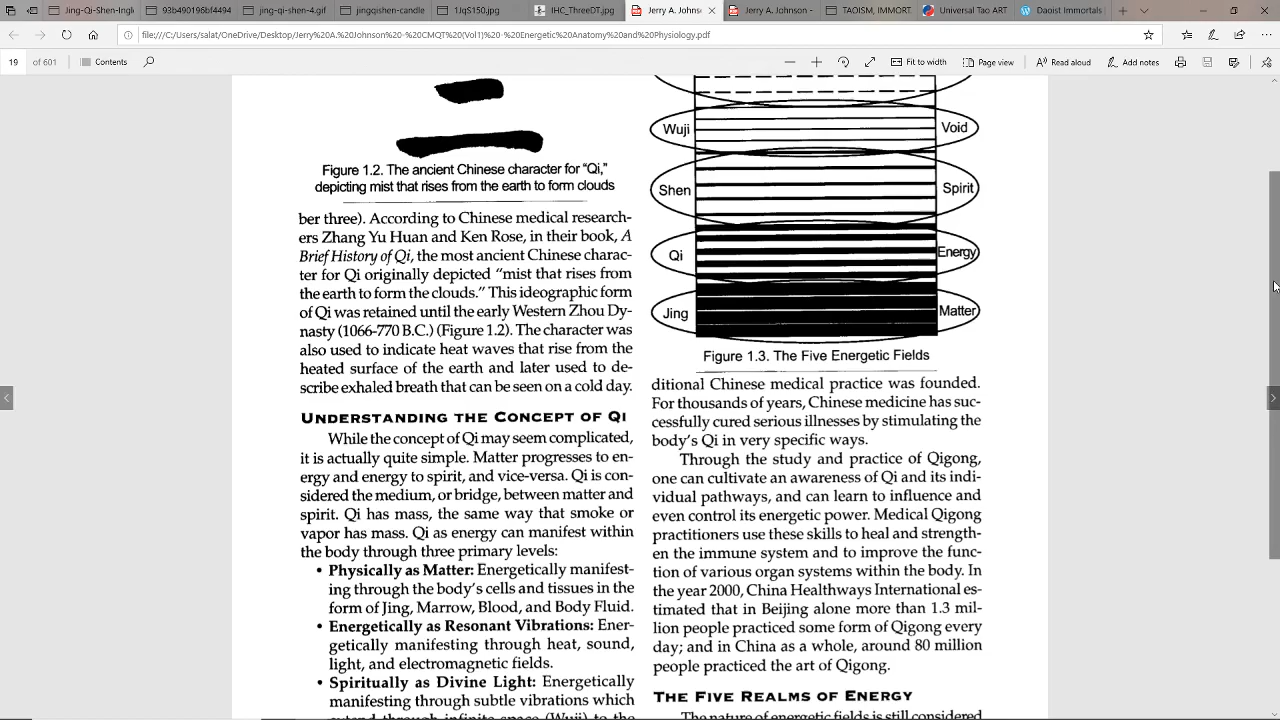 Jing-Qi-Shen-Ingl
93b490196bf4494
jing-qi-shen-4.gif
jingqishen-candle
1JqS150.jpg
IHC_ThreeDT.jpg
Jerry A. Johns
Jerry A. Johnson -
TAOISM, IMMORT
Universal Tao ART
Daoist Immortals
file:///C:/Users/salat/OneDrive/Desktop/Jerry%20A.%20Johnson%20-%20CMQT%20(Vol1)%20-%20Energetic%20Anatomy%20and%20Physiology.pdf
19 of 601
Contents
Fit to width
Page view
Read aloud
Add notes
Figure 1.2. The ancient Chinese character for “Qi,”
depicting mist that rises from the earth to form clouds
ber three). According to Chinese medical research-
ers Zhang Yu Huan and Ken Rose, in their book, A
Brief History of Qi, the most ancient Chinese charac-
ter for Qi originally depicted “mist that rises from
the earth to form the clouds.” This ideographic form
of Qi was retained until the early Western Zhou Dy-
nasty (1066-770 B.C.) (Figure 1.2). The character was
also used to indicate heat waves that rise from the
heated surface of the earth and later used to de-
scribe exhaled breath that can be seen on a cold day.
UNDERSTANDING THE CONCEPT OF QI
While the concept of Qi may seem complicated,
it is actually quite simple. Matter progresses to en-
ergy and energy to spirit, and vice-versa. Qi is con-
sidered the medium, or bridge, between matter and
spirit. Qi has mass, the same way that smoke or
vapor has mass. Qi as energy can manifest within
the body through three primary levels:
• Physically as Matter: Energetically manifest-
ing through the body’s cells and tissues in the
form of Jing, Marrow, Blood, and Body Fluid.
• Energetically as Resonant Vibrations: Ener-
getically manifesting through heat, sound,
light, and electromagnetic fields.
• Spiritually as Divine Light: Energetically
manifesting through subtle vibrations which
extend through infinite space (Wuji) to the
Wuji
Void
Shen
Spirit
Qi
Energy
Jing
Matter
Figure 1.3. The Five Energetic Fields
ditional Chinese medical practice was founded.
For thousands of years, Chinese medicine has suc-
cessfully cured serious illnesses by stimulating the
body’s Qi in very specific ways.
Through the study and practice of Qigong,
one can cultivate an awareness of Qi and its indi-
vidual pathways, and can learn to influence and
even control its energetic power. Medical Qigong
practitioners use these skills to heal and strength-
en the immune system and to improve the func-
tion of various organ systems within the body. In
the year 2000, China Healthways International es-
timated that in Beijing alone more than 1.3 mil-
lion people practiced some form of Qigong every
day; and in China as a whole, around 80 million
people practiced the art of Qigong.
THE FIVE REALMS OF ENERGY
The nature of energetic fields is still considered